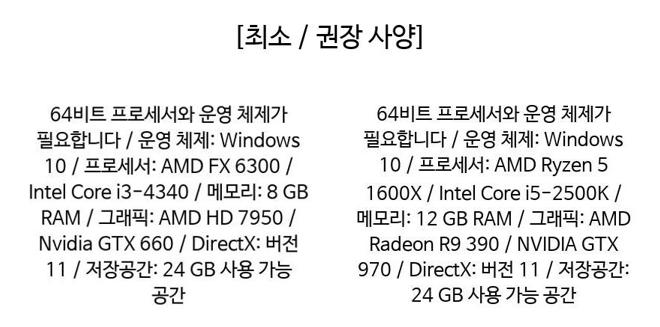 [최소 / 권장 사양]
64비트 프로세서와 운영 체제가
필요합니다 / 운영 체제: Windows
10 / 프로세서: AMD FX 6300 /
Intel Core i3-4340 / 메모리: 8 GB
RAM / 그래픽: AMD HD 7950 /
Nvidia GTX 660 / DirectX: 버전
11 / 저장공간: 24 GB 사용 가능
공간
64비트 프로세서와 운영 체제가
필요합니다 / 운영 체제: Windows
10 / 프로세서: AMD Ryzen 5
1600X / Intel Core i5-2500K /
메모리: 12 GB RAM / 그래픽: AMD
Radeon R9 390 / NVIDIA GTX
970 / DirectX: 버전 11 / 저장공간:
24 GB 사용 가능 공간